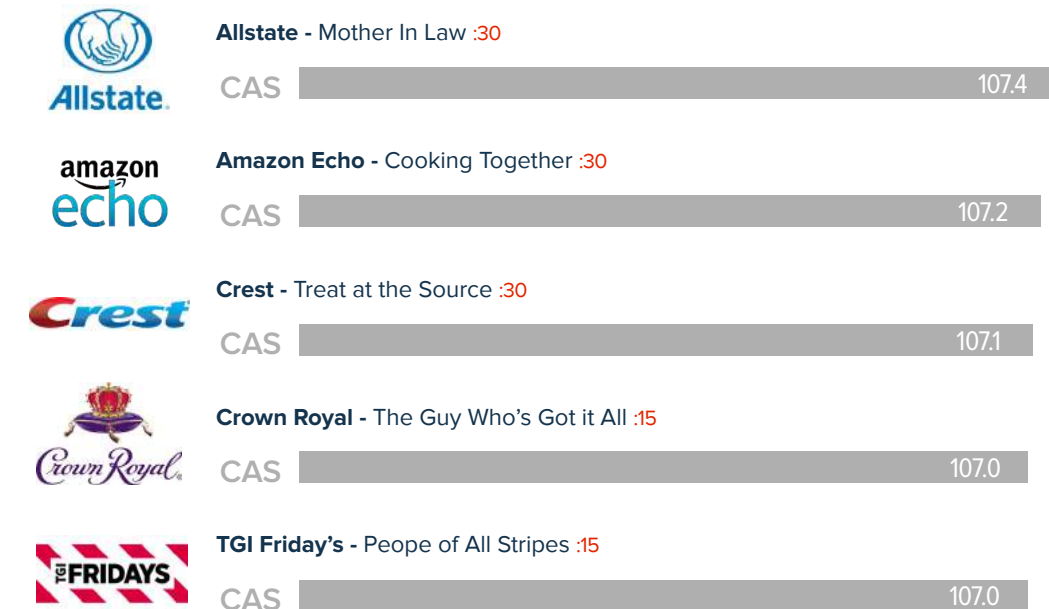 Allstate.
Allstate - Mother In Law :30
CAS 107.4
amazon
echo
Amazon Echo - Cooking Together :30
CAS 107.2
Crest
Crest - Treat at the Source :30
CAS 107.1
Crown Royal®
Crown Royal - The Guy Who’s Got it All :15
CAS 107.0
TGI FRIDAYS
TGI Friday’s - Peope of All Stripes :15
CAS 107.0